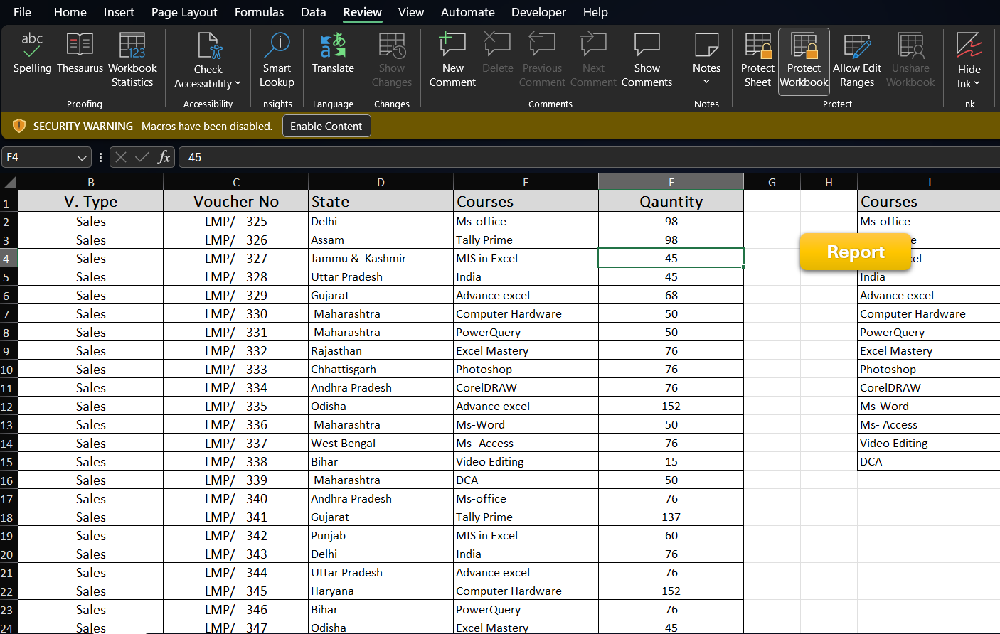 File Home Insert Page Layout Formulas Data Review View Automate Developer Help
abc
123
Spelling Thesaurus Workbook Statistics Check Accessibility Smart Lookup Translate Show Changes New Comment Delete Previous Comment Next Comment Show Comments Notes Protect Sheet Protect Workbook Allow Edit Ranges Unshare Workbook Hide Ink
Proofing Accessibility Insights Language Changes Comments Notes Protect Ink
SECURITY WARNING Macros have been disabled. Enable Content
F4 fx 45
B C D E F G H I
1 V. Type Voucher No State Courses Qauntity Courses
2 Sales LMP/ 325 Delhi Ms-office 98 Ms-office
3 Sales LMP/ 326 Assam Tally Prime 98 e
4 Sales LMP/ 327 Jammu & Kashmir MIS in Excel 45 Report el
5 Sales LMP/ 328 Uttar Pradesh India 45 India
6 Sales LMP/ 329 Gujarat Advance excel 68 Advance excel
7 Sales LMP/ 330 Maharashtra Computer Hardware 50 Computer Hardware
8 Sales LMP/ 331 Maharashtra PowerQuery 50 PowerQuery
9 Sales LMP/ 332 Rajasthan Excel Mastery 76 Excel Mastery
10 Sales LMP/ 333 Chhattisgarh Photoshop 76 Photoshop
11 Sales LMP/ 334 Andhra Pradesh CorelDRAW 76 CorelDRAW
12 Sales LMP/ 335 Odisha Advance excel 152 Ms-Word
13 Sales LMP/ 336 Maharashtra Ms-Word 50 Ms- Access
14 Sales LMP/ 337 West Bengal Ms- Access 76 Video Editing
15 Sales LMP/ 338 Bihar Video Editing 15 DCA
16 Sales LMP/ 339 Maharashtra DCA 50
17 Sales LMP/ 340 Andhra Pradesh Ms-office 76
18 Sales LMP/ 341 Gujarat Tally Prime 137
19 Sales LMP/ 342 Punjab MIS in Excel 60
20 Sales LMP/ 343 Delhi India 76
21 Sales LMP/ 344 Uttar Pradesh Advance excel 76
22 Sales LMP/ 345 Haryana Computer Hardware 152
23 Sales LMP/ 346 Bihar PowerQuery 76
24 Sales LMP/ 347 Odisha Excel Mastery 45